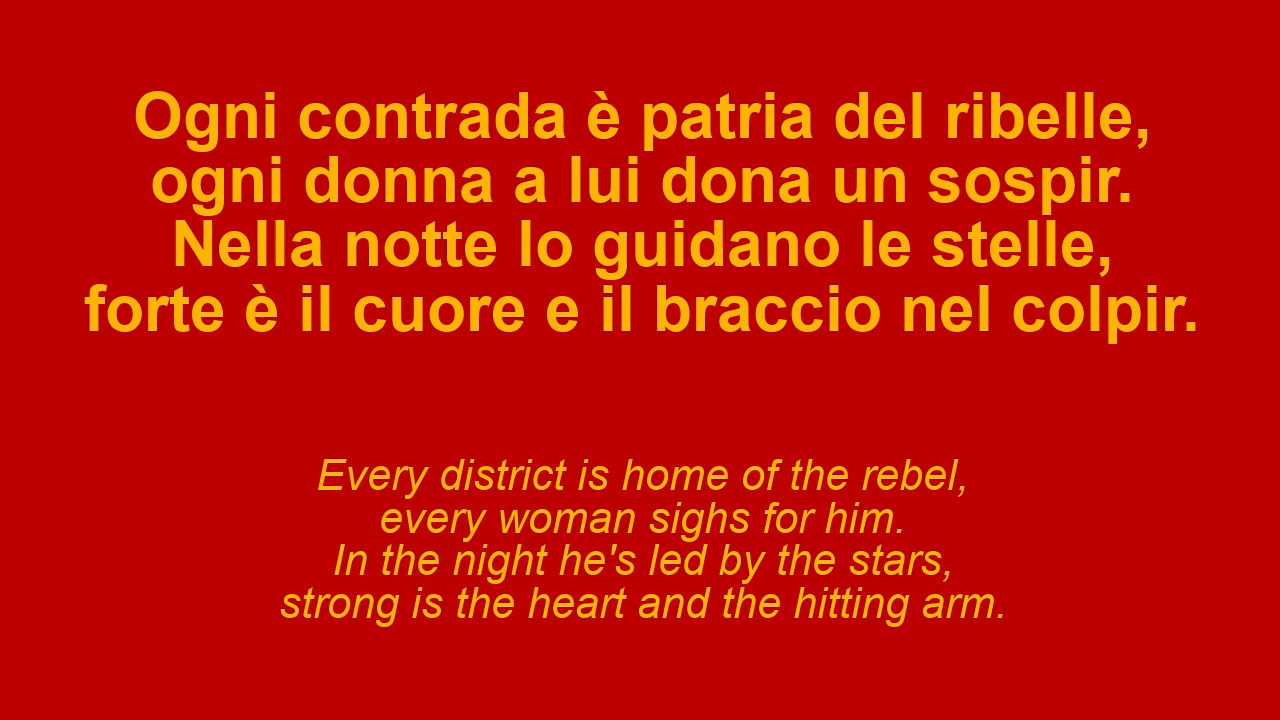 Ogni contrada è patria del ribelle,
ogni donna a lui dona un sospir.
Nella notte lo guidano le stelle,
forte è il cuore e il braccio nel colpir.
Every district is home of the rebel,
every woman sighs for him.
In the night he's led by the stars,
strong is the heart and the hitting arm.